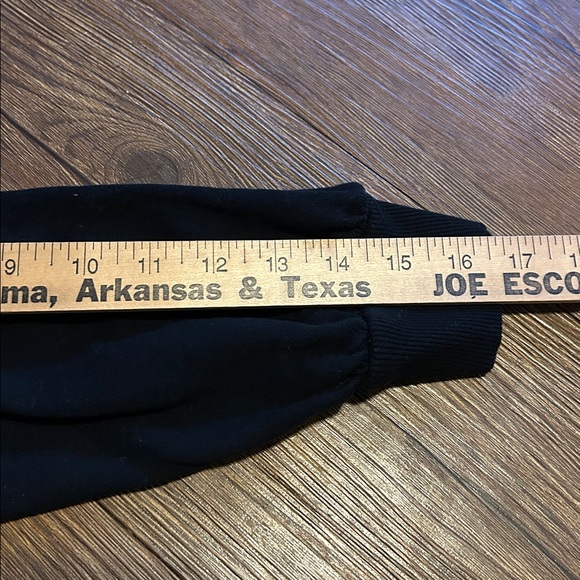 9 10 11 12 13 14 15 16 17
ma, Arkansas & Texas JOE ESCO